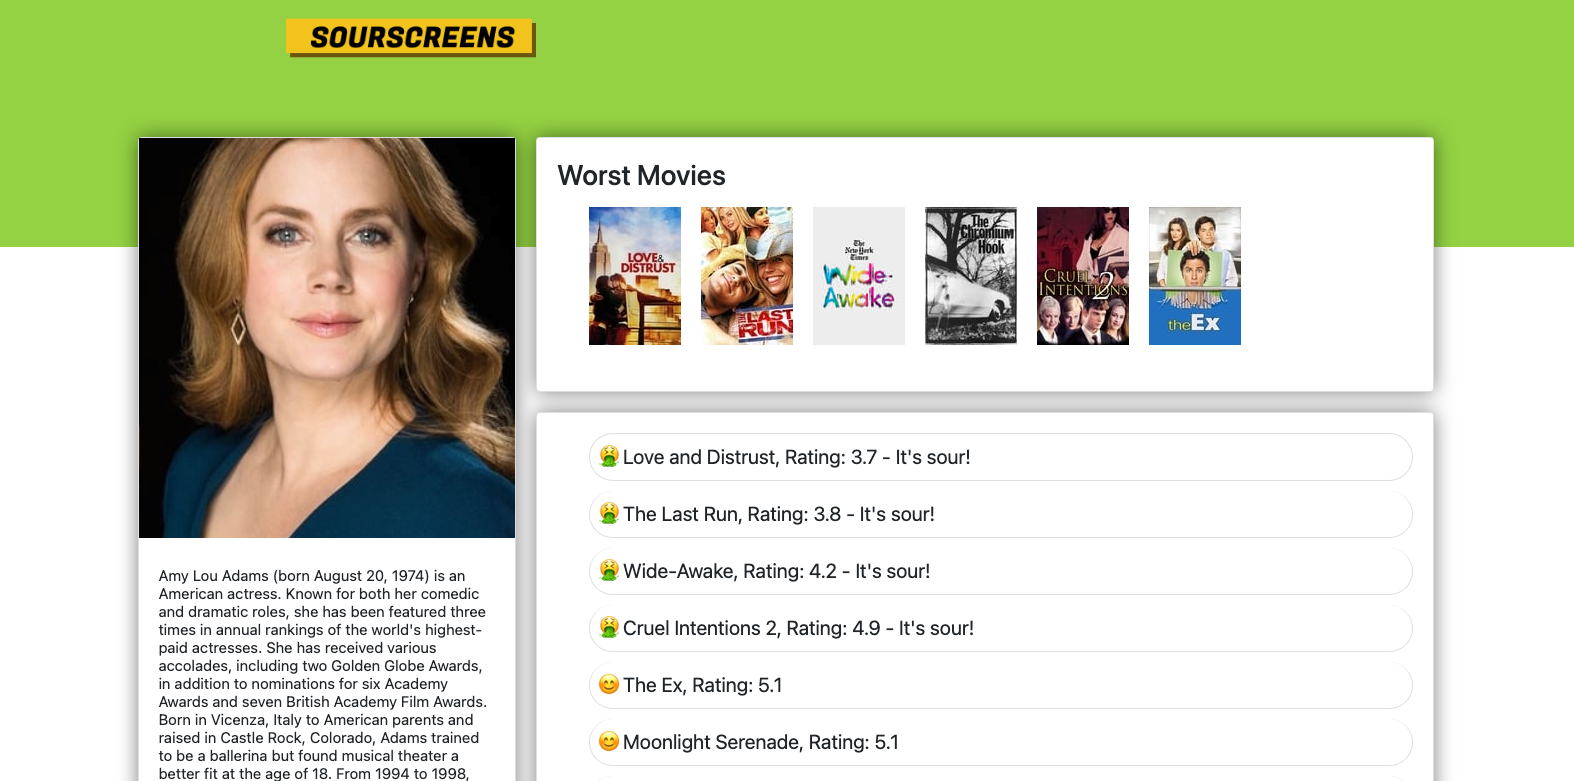 SOURSCREENS
Worst Movies
LOVE&
DISTRUST
THE LAST
RUN
The
New York
Times
Wide-
Awake
The
Chromium
Hook
CRUEL
INTENTIONS
2
the Ex
🤮 Love and Distrust, Rating: 3.7 - It's sour!
🤮 The Last Run, Rating: 3.8 - It's sour!
🤮 Wide-Awake, Rating: 4.2 - It's sour!
🤮 Cruel Intentions 2, Rating: 4.9 - It's sour!
😊 The Ex, Rating: 5.1
😊 Moonlight Serenade, Rating: 5.1
Amy Lou Adams (born August 20, 1974) is an
American actress. Known for both her comedic
and dramatic roles, she has been featured three
times in annual rankings of the world's highest-
paid actresses. She has received various
accolades, including two Golden Globe Awards,
in addition to nominations for six Academy
Awards and seven British Academy Film Awards.
Born in Vicenza, Italy to American parents and
raised in Castle Rock, Colorado, Adams trained
to be a ballerina but found musical theater a
better fit at the age of 18. From 1994 to 1998,